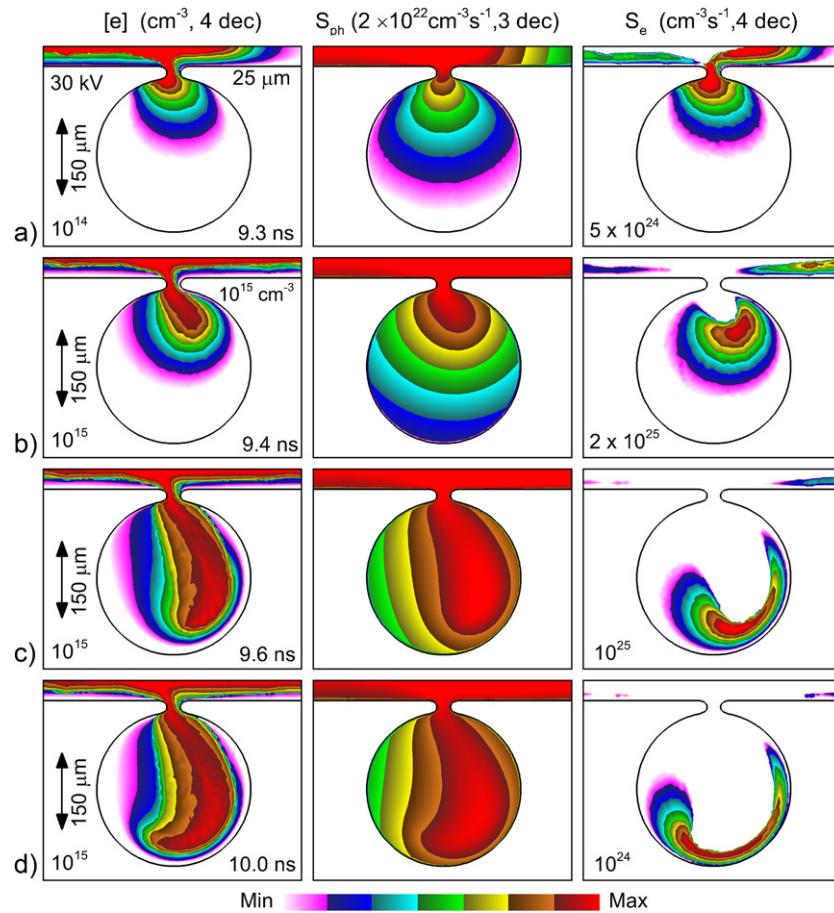 [e] (cm⁻³, 4 dec) S_ph (2 ×10²²cm⁻³s⁻¹,3 dec) S_e (cm⁻³s⁻¹,4 dec)
30 kV 25 μm
150 μm
10¹⁴ 9.3 ns 5 x 10²⁴
a)
10¹⁵ cm⁻³
150 μm
10¹⁵ 9.4 ns 2 x 10²⁵
b)
150 μm
10¹⁵ 9.6 ns 10²⁵
c)
150 μm
10¹⁵ 10.0 ns 10²⁴
d)
Min Max